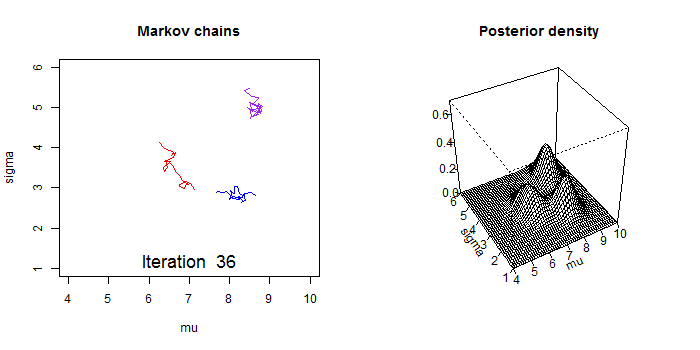 Markov chains
sigma
6
5
4
3
2
1
Iteration 36
4 5 6 7 8 9 10
mu
Posterior density
0.6
0.4
0.2
0.0
6
5
4
3
2
1
sigma
4
5
6
7
8
9
10
mu